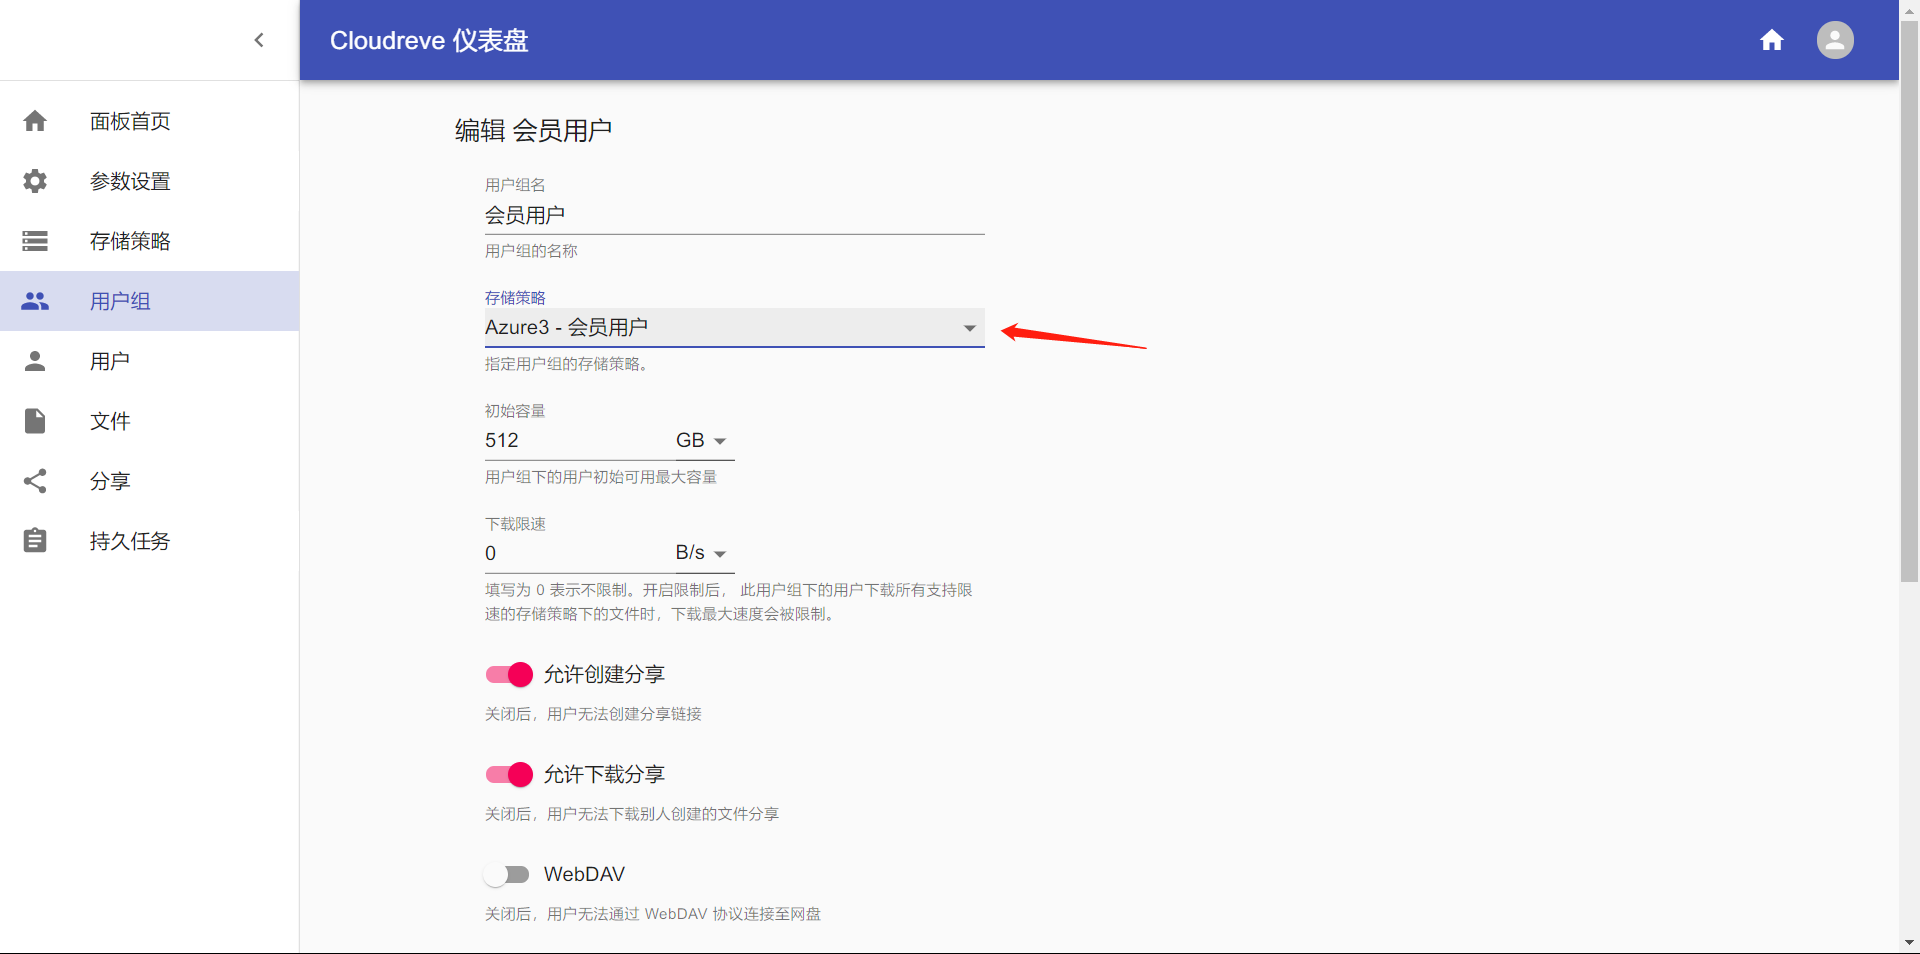 Cloudreve 仪表盘
面板首页
参数设置
存储策略
用户组
用户
文件
分享
持久任务
编辑 会员用户
用户组名
会员用户
用户组的名称
存储策略
Azure3 - 会员用户
指定用户组的存储策略。
初始容量
512 GB
用户组下的用户初始可用最大容量
下载限速
0 B/s
填写为 0 表示不限制。开启限制后， 此用户组下的用户下载所有支持限
速的存储策略下的文件时，下载最大速度会被限制。
允许创建分享
关闭后，用户无法创建分享链接
允许下载分享
关闭后，用户无法下载别人创建的文件分享
WebDAV
关闭后，用户无法通过 WebDAV 协议连接至网盘